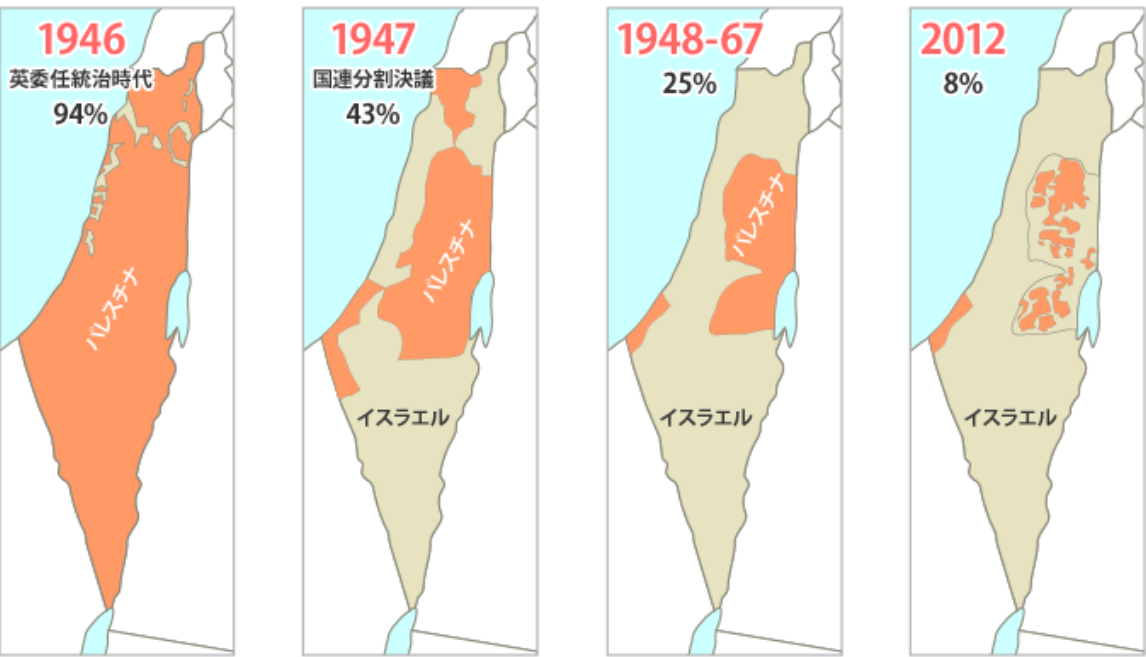 1946
英委任統治時代
94%
パレスチナ
1947
国連分割決議
43%
パレスチナ
イスラエル
1948-67
25%
パレスチナ
イスラエル
2012
8%
イスラエル